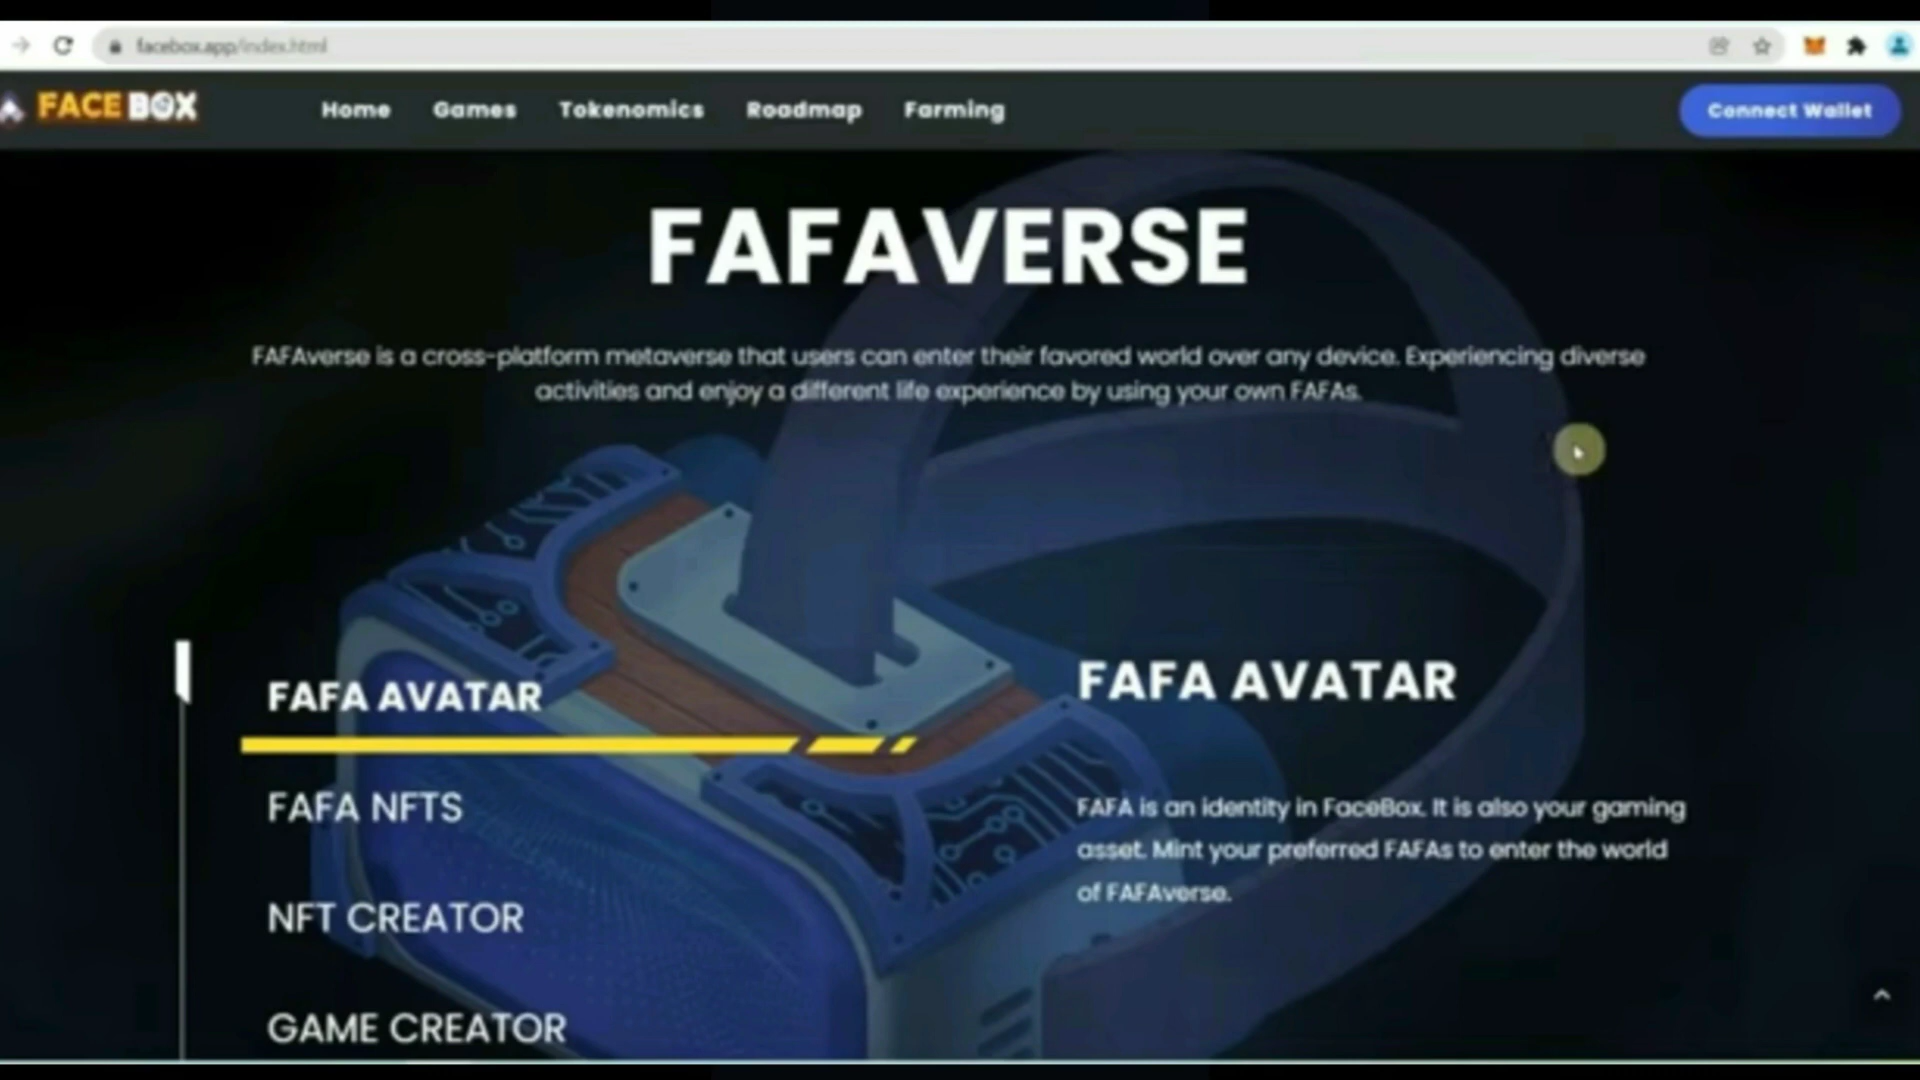 facebox.app/index.html
FACE BOX
Home Games Tokenomics Roadmap Farming
Connect Wallet
FAFAVERSE
FAFAverse is a cross-platform metaverse that users can enter their favored world over any device. Experiencing diverse
activities and enjoy a different life experience by using your own FAFAs.
FAFA AVATAR
FAFA NFTS
NFT CREATOR
GAME CREATOR
FAFA AVATAR
FAFA is an identity in FaceBox. It is also your gaming
asset. Mint your preferred FAFAs to enter the world
of FAFAverse.